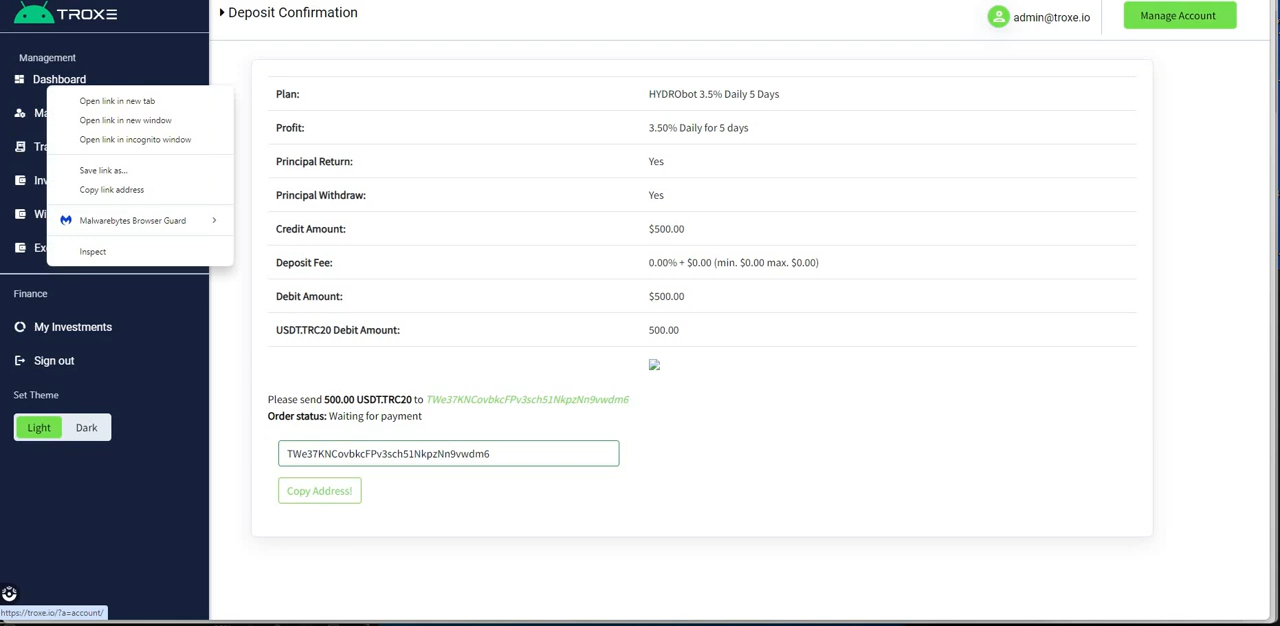 TROXE
Deposit Confirmation
admin@troxe.io
Manage Account
Management
Dashboard
Ma
Tra
Inv
Wi
Exc
Open link in new tab
Open link in new window
Open link in incognito window
Save link as...
Copy link address
Malwarebytes Browser Guard
Inspect
Finance
My Investments
Sign out
Set Theme
Light Dark
https://troxe.io/?a=account/
Plan: HYDRObot 3.5% Daily 5 Days
Profit: 3.50% Daily for 5 days
Principal Return: Yes
Principal Withdraw: Yes
Credit Amount: $500.00
Deposit Fee: 0.00% + $0.00 (min. $0.00 max. $0.00)
Debit Amount: $500.00
USDT.TRC20 Debit Amount: 500.00
Please send 500.00 USDT.TRC20 to TWe37KNCovbkcFPv3sch51NkpzNn9vwdm6
Order status: Waiting for payment
TWe37KNCovbkcFPv3sch51NkpzNn9vwdm6
Copy Address!